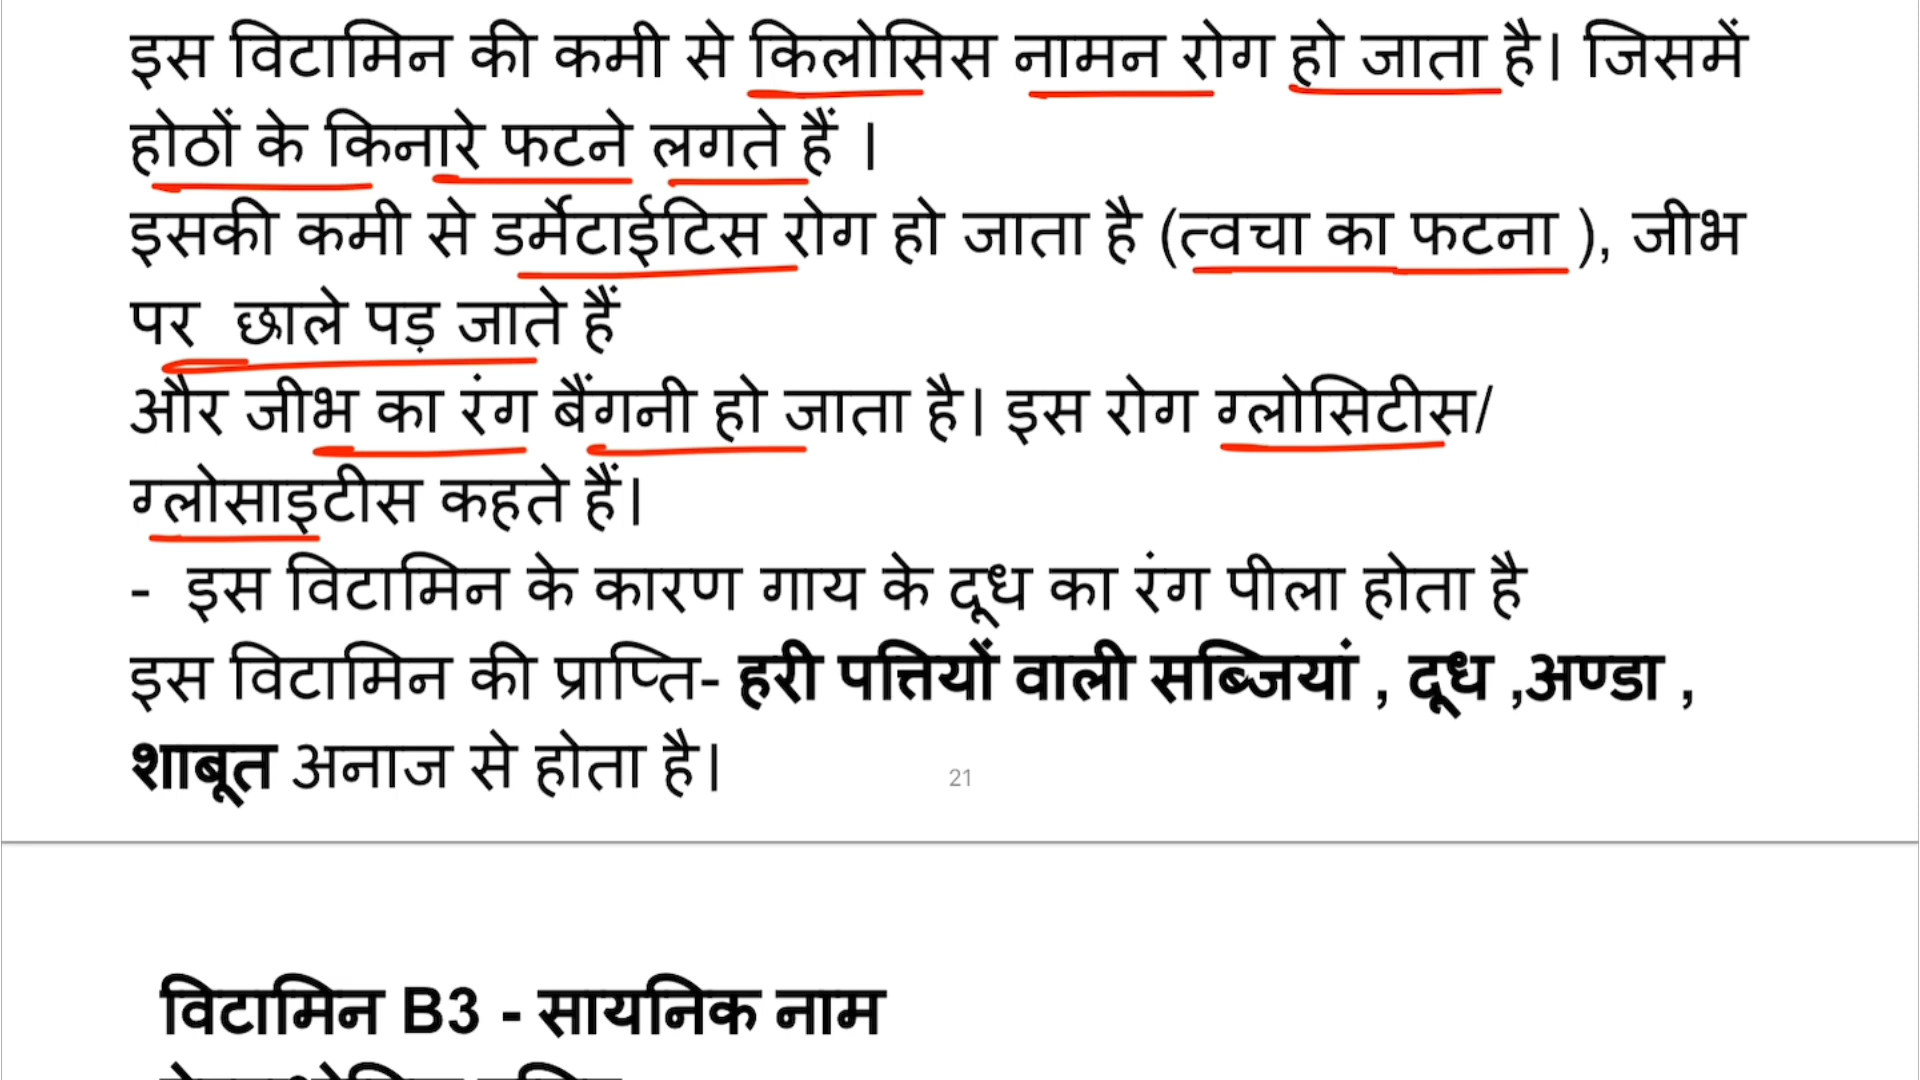 इस विटामिन की कमी से किलोसिस नामन रोग हो जाता है। जिसमें
होठों के किनारे फटने लगते हैं ।
इसकी कमी से डर्मेटाईटिस रोग हो जाता है (त्वचा का फटना ), जीभ
पर छाले पड़ जाते हैं
और जीभ का रंग बैंगनी हो जाता है। इस रोग ग्लोसिटीस/
ग्लोसाइटीस कहते हैं।
- इस विटामिन के कारण गाय के दूध का रंग पीला होता है
इस विटामिन की प्राप्ति- हरी पत्तियों वाली सब्जियां , दूध ,अण्डा ,
शाबूत अनाज से होता है।
21
विटामिन B3 - सायनिक नाम